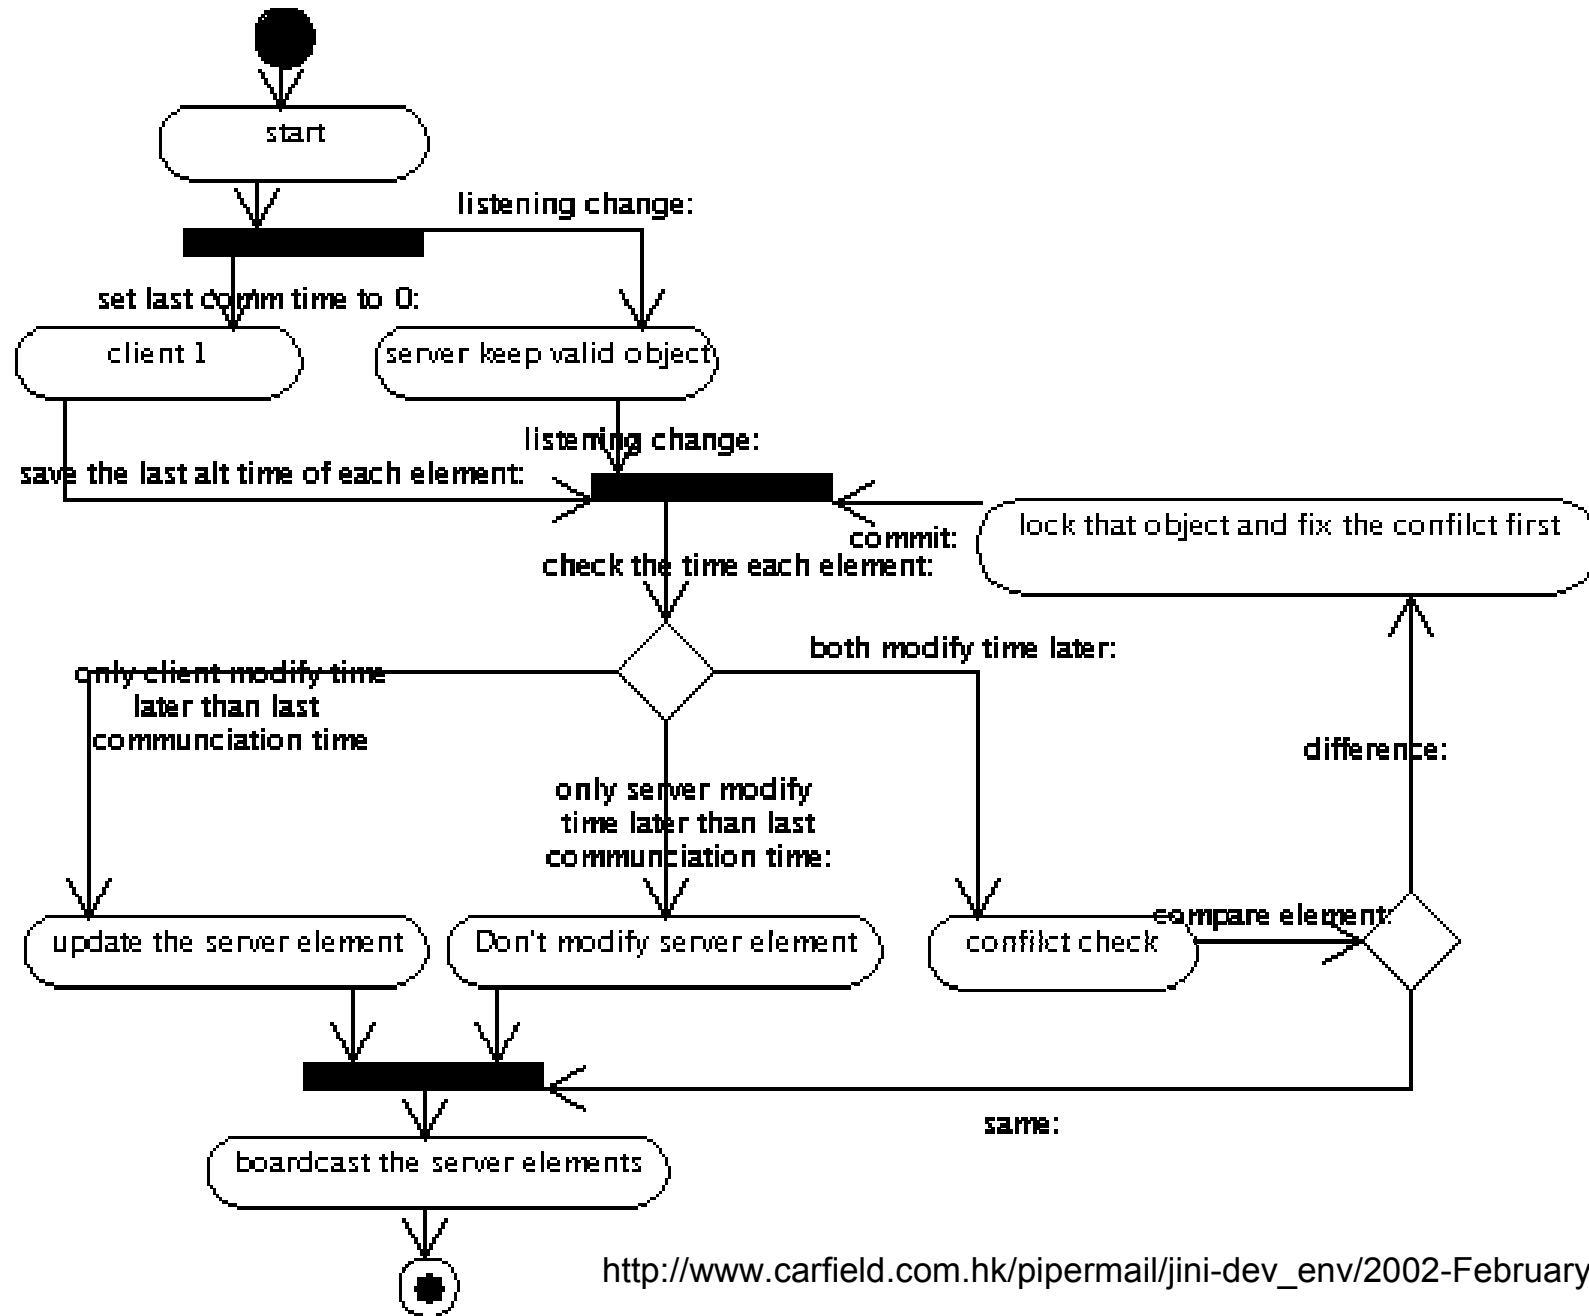 start
listening change:
set last comm time to 0:
client 1
server keep valid object
listening change:
save the last alt time of each element:
lock that object and fix the confilct first
commit:
check the time each element:
both modify time later:
only client modify time
later than last
communciation time
difference:
only server modify
time later than last
communciation time:
compare element:
update the server element
Don't modify server element
confilct check
same:
boardcast the server elements
http://www.carfield.com.hk/pipermail/jini-dev_env/2002-February